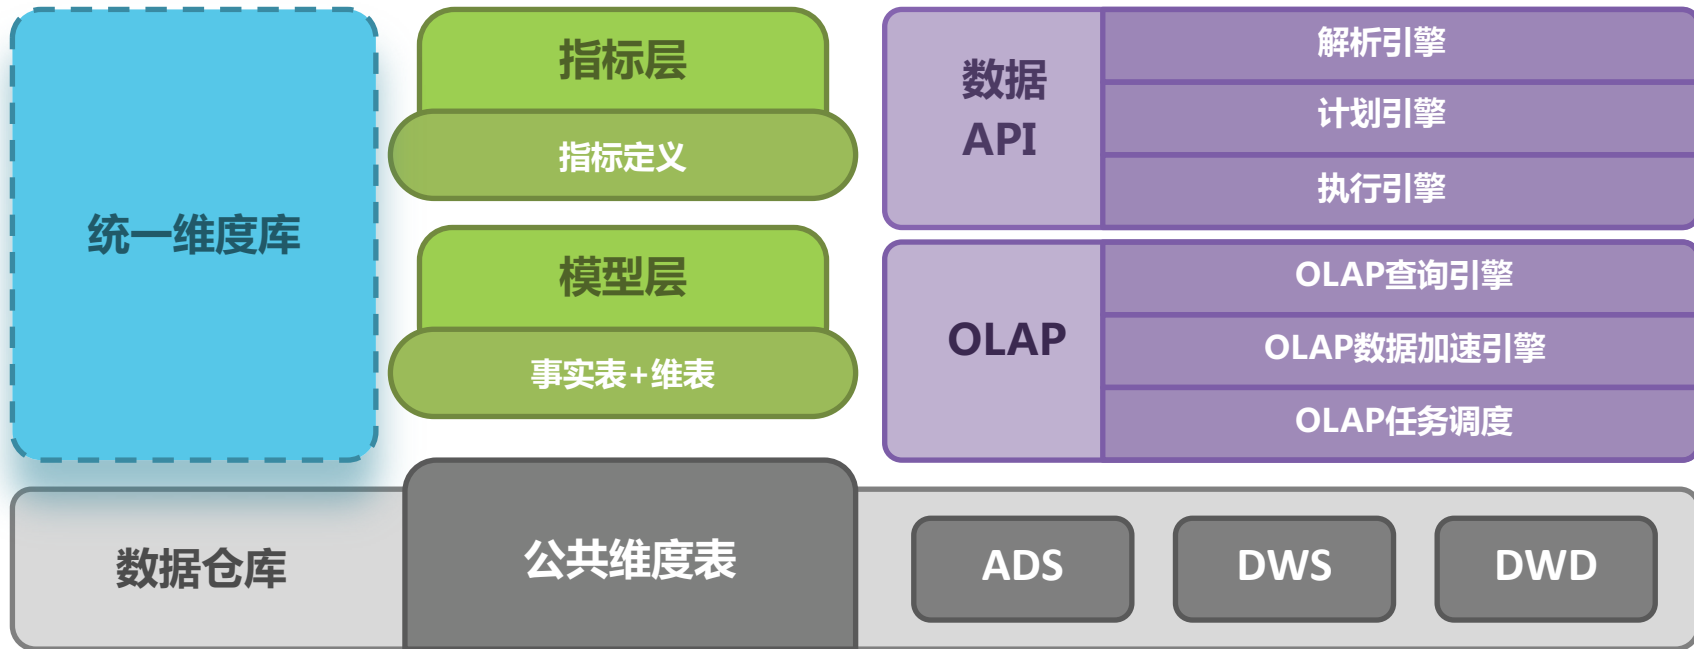 统一维度库
指标层
指标定义
模型层
事实表+维表
数据
API
解析引擎
计划引擎
执行引擎
OLAP
OLAP查询引擎
OLAP数据加速引擎
OLAP任务调度
数据仓库
公共维度表
ADS
DWS
DWD